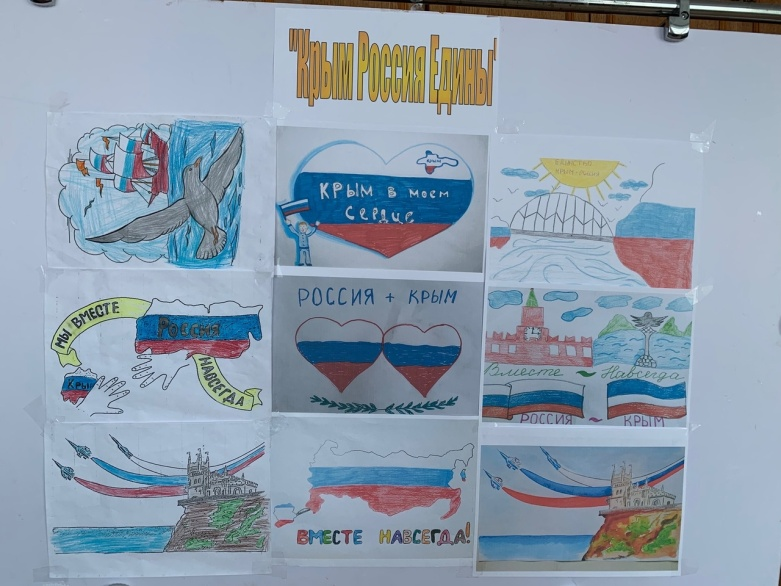 "Крым Россия Едины"
КРЫМ
КРЫМ в моем
Сердце
ЕДИНСТВО
КРЫМ-РОССИЯ
МЫ ВМЕСТЕ
РОССИЯ
КРЫМ
НАВСЕГДА
РОССИЯ + КРЫМ
Вместе ~ Навсегда
РОССИЯ ~ КРЫМ
ВМЕСТЕ НАВСЕГДА!